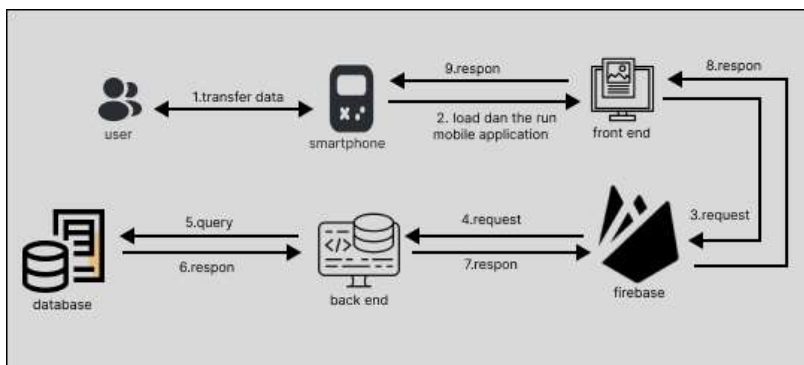 9.respon
8.respon
1.transfer data
2. load dan the run
mobile application
user
smartphone
front end
5.query
4.request
3.request
6.respon
7.respon
database
back end
firebase